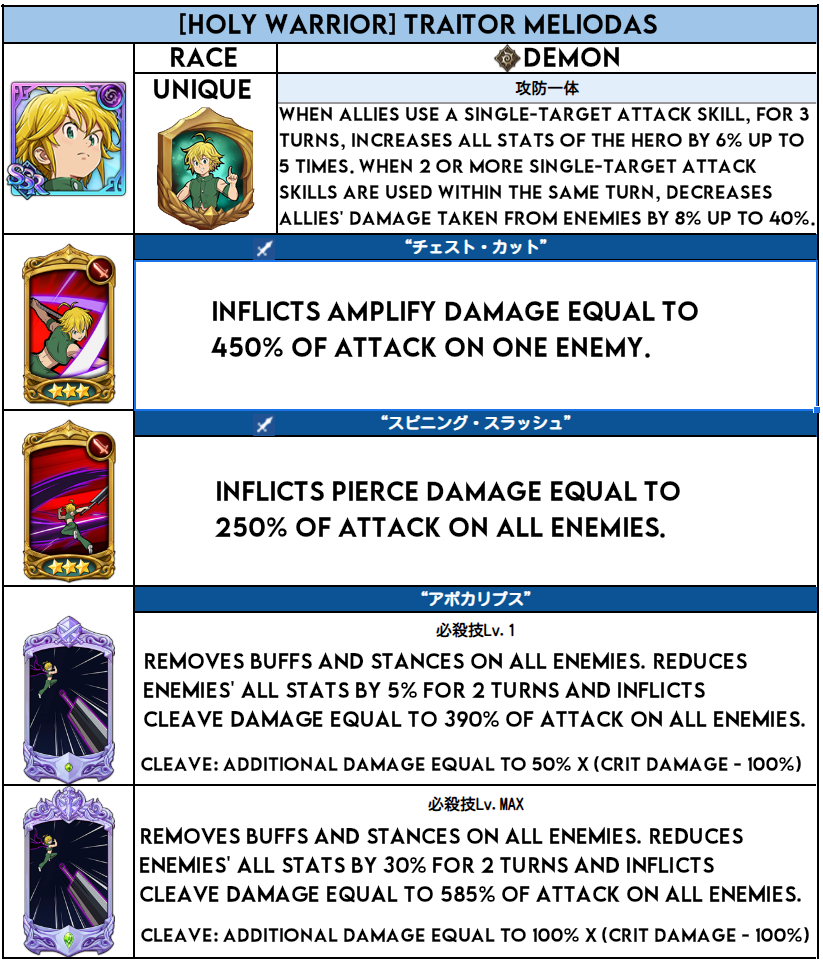 [HOLY WARRIOR] TRAITOR MELIODAS
RACE
DEMON
UNIQUE
攻防一体
SSR
WHEN ALLIES USE A SINGLE-TARGET ATTACK SKILL, FOR 3
TURNS, INCREASES ALL STATS OF THE HERO BY 6% UP TO
5 TIMES. WHEN 2 OR MORE SINGLE-TARGET ATTACK
SKILLS ARE USED WITHIN THE SAME TURN, DECREASES
ALLIES' DAMAGE TAKEN FROM ENEMIES BY 8% UP TO 40%.
“チェスト・カット”
INFLICTS AMPLIFY DAMAGE EQUAL TO
450% OF ATTACK ON ONE ENEMY.
“スピニング・スラッシュ”
INFLICTS PIERCE DAMAGE EQUAL TO
250% OF ATTACK ON ALL ENEMIES.
“アポカリプス”
必殺技Lv.1
REMOVES BUFFS AND STANCES ON ALL ENEMIES. REDUCES
ENEMIES' ALL STATS BY 5% FOR 2 TURNS AND INFLICTS
CLEAVE DAMAGE EQUAL TO 390% OF ATTACK ON ALL ENEMIES.
CLEAVE: ADDITIONAL DAMAGE EQUAL TO 50% X (CRIT DAMAGE - 100%)
必殺技Lv.MAX
REMOVES BUFFS AND STANCES ON ALL ENEMIES. REDUCES
ENEMIES' ALL STATS BY 30% FOR 2 TURNS AND INFLICTS
CLEAVE DAMAGE EQUAL TO 585% OF ATTACK ON ALL ENEMIES.
CLEAVE: ADDITIONAL DAMAGE EQUAL TO 100% X (CRIT DAMAGE - 100%)